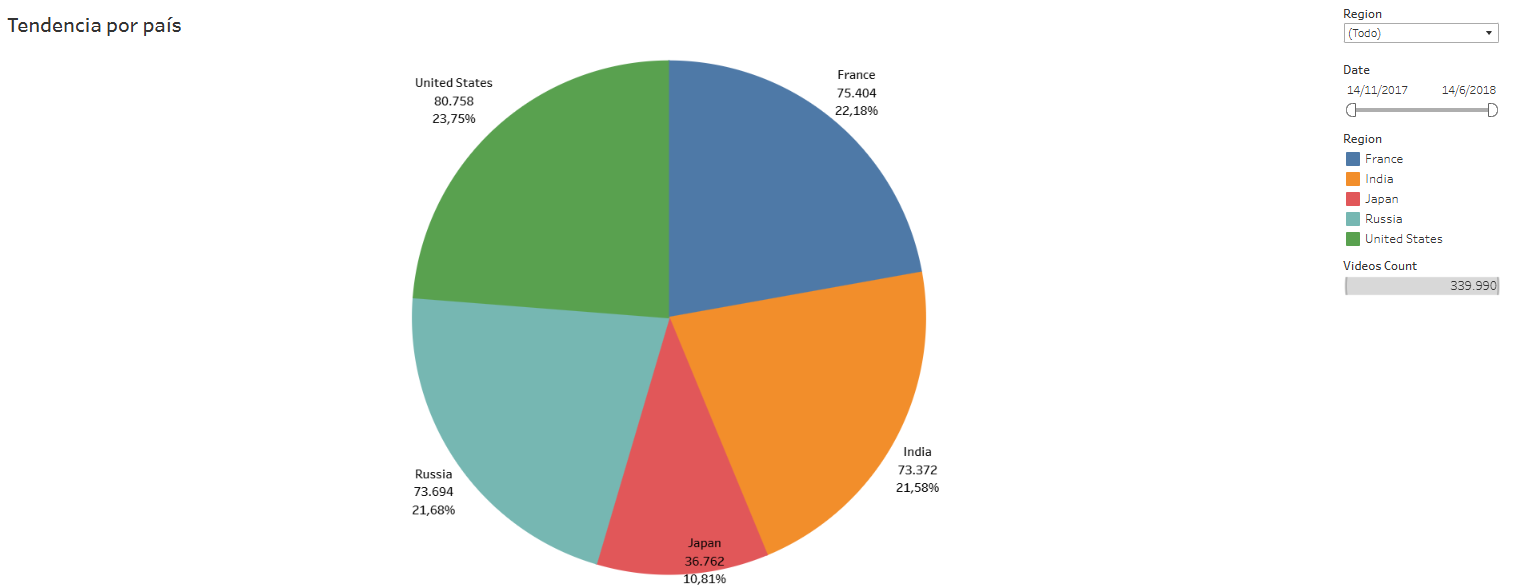 Tendencia por país
United States
80.758
23,75%
France
75.404
22,18%
India
73.372
21,58%
Russia
73.694
21,68%
Japan
36.762
10,81%
Region
(Todo)
Date
14/11/2017 14/6/2018
Region
France
India
Japan
Russia
United States
Videos Count
339.990